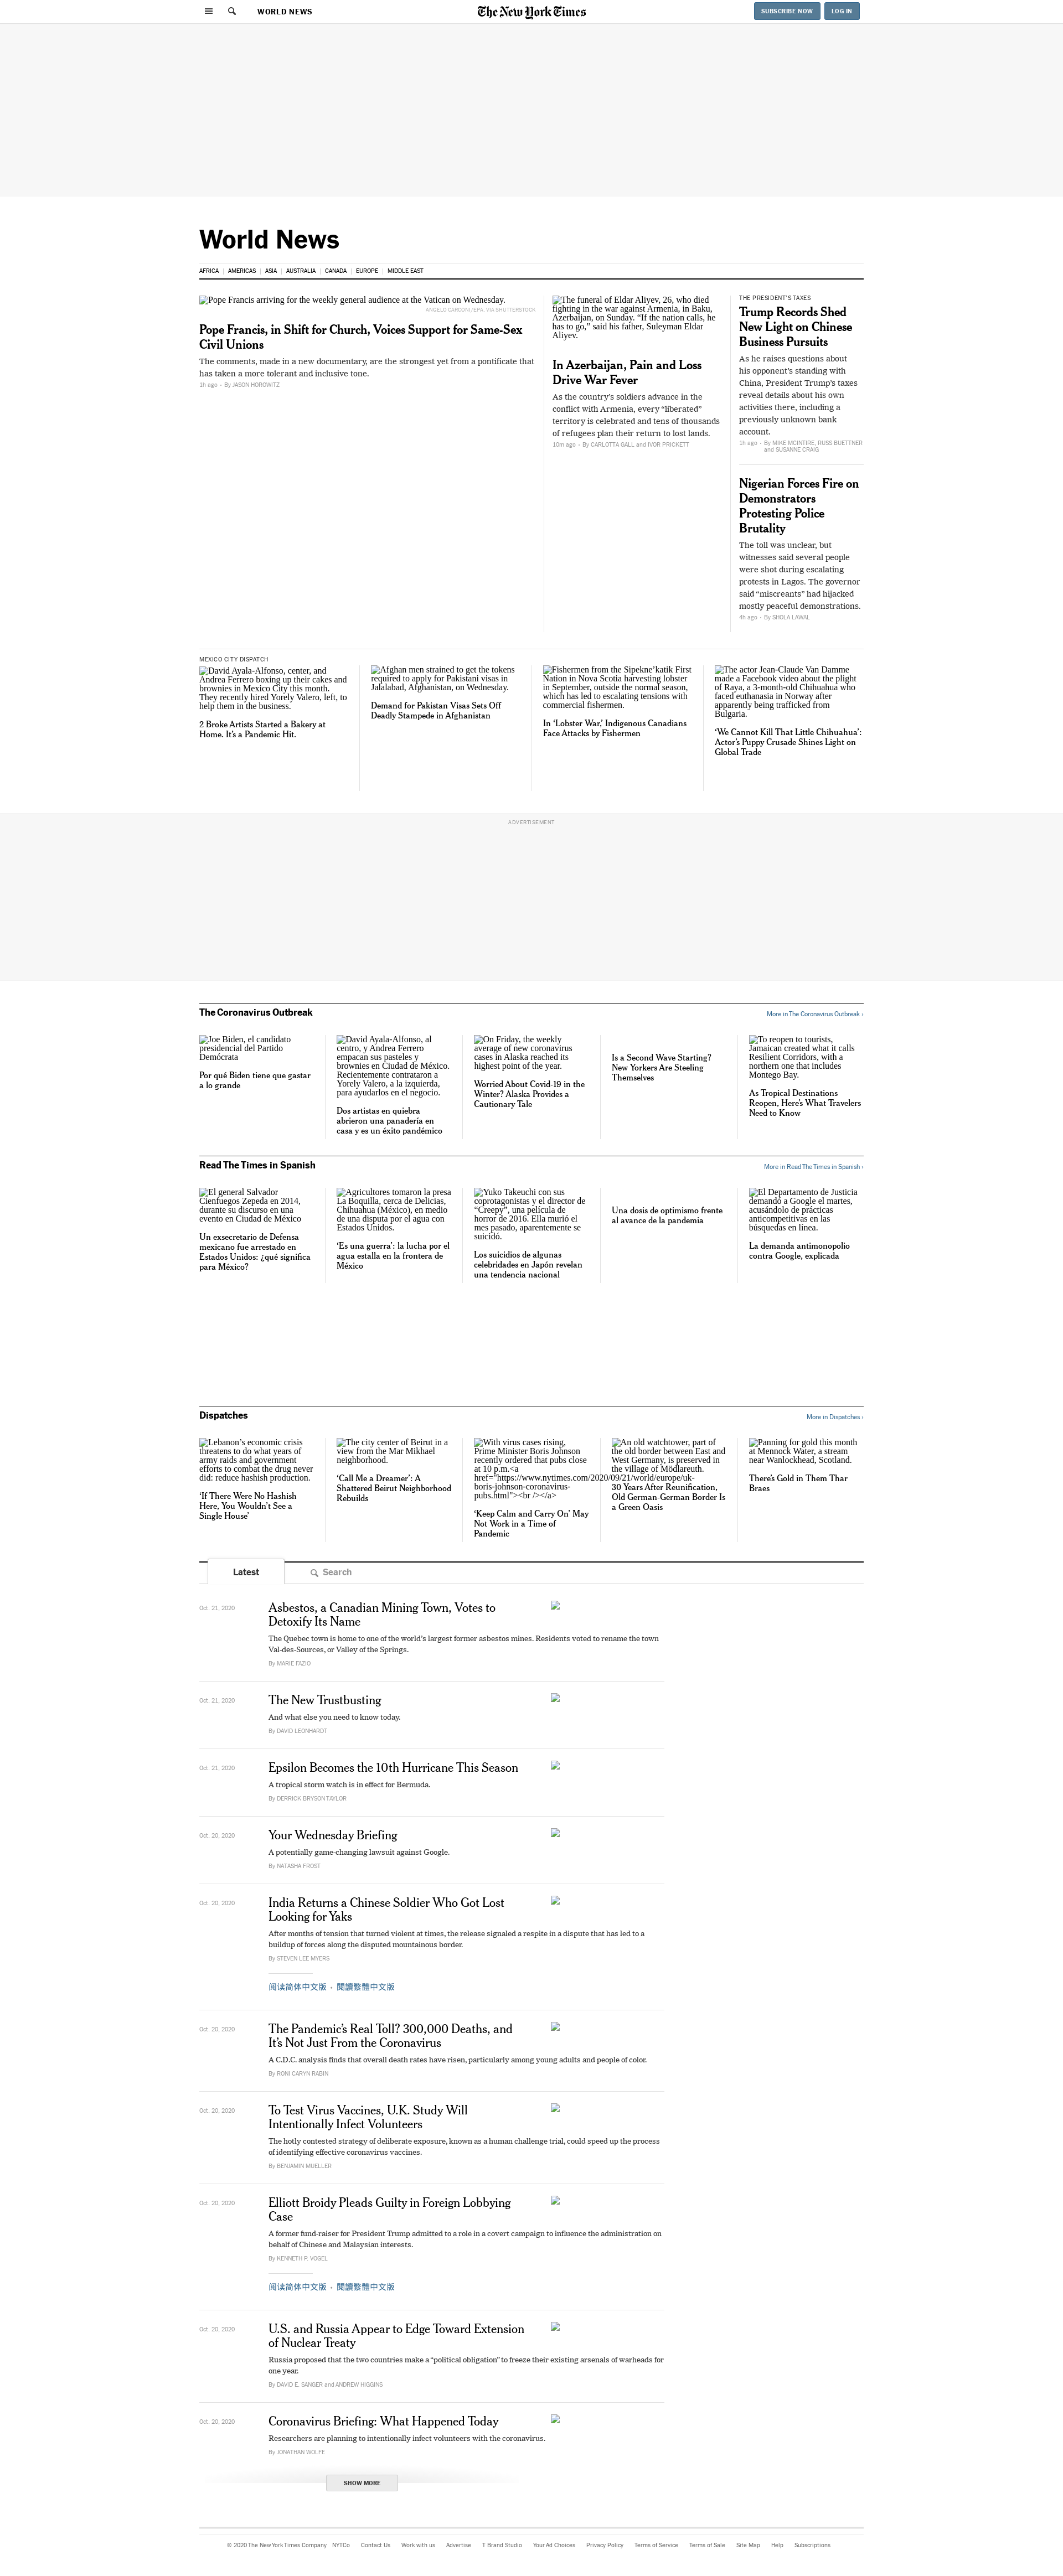 WORLD NEWS
The New York Times
SUBSCRIBE NOW
LOG IN
World News
AFRICA
AMERICAS
ASIA
AUSTRALIA
CANADA
EUROPE
MIDDLE EAST
Pope Francis arriving for the weekly general audience at the Vatican on Wednesday.
ANGELO CARCONI/EPA, VIA SHUTTERSTOCK
Pope Francis, in Shift for Church, Voices Support for Same-Sex
Civil Unions
The comments, made in a new documentary, are the strongest yet from a pontificate that
has taken a more tolerant and inclusive tone.
1h ago · By JASON HOROWITZ
The funeral of Eldar Aliyev, 26, who died
fighting in the war against Armenia, in Baku,
Azerbaijan, on Sunday. “If the nation calls, he
has to go,” said his father, Suleyman Eldar
Aliyev.
In Azerbaijan, Pain and Loss
Drive War Fever
As the country’s soldiers advance in the
conflict with Armenia, every “liberated”
territory is celebrated and tens of thousands
of refugees plan their return to lost lands.
10m ago · By CARLOTTA GALL and IVOR PRICKETT
THE PRESIDENT'S TAXES
Trump Records Shed
New Light on Chinese
Business Pursuits
As he raises questions about
his opponent’s standing with
China, President Trump’s taxes
reveal details about his own
activities there, including a
previously unknown bank
account.
1h ago · By MIKE MCINTIRE, RUSS BUETTNER
and SUSANNE CRAIG
Nigerian Forces Fire on
Demonstrators
Protesting Police
Brutality
The toll was unclear, but
witnesses said several people
were shot during escalating
protests in Lagos. The governor
said “miscreants” had hijacked
mostly peaceful demonstrations.
4h ago · By SHOLA LAWAL
MEXICO CITY DISPATCH
David Ayala-Alfonso, center, and
Andrea Ferrero boxing up their cakes and
brownies in Mexico City this month.
They recently hired Yorely Valero, left, to
help them in the business.
2 Broke Artists Started a Bakery at
Home. It’s a Pandemic Hit.
Afghan men strained to get the tokens
required to apply for Pakistani visas in
Jalalabad, Afghanistan, on Wednesday.
Demand for Pakistan Visas Sets Off
Deadly Stampede in Afghanistan
Fishermen from the Sipekne’katik First
Nation in Nova Scotia harvesting lobster
in September, outside the normal season,
which has led to escalating tensions with
commercial fishermen.
In ‘Lobster War,’ Indigenous Canadians
Face Attacks by Fishermen
The actor Jean-Claude Van Damme
made a Facebook video about the plight
of Raya, a 3-month-old Chihuahua who
faced euthanasia in Norway after
apparently being trafficked from
Bulgaria.
‘We Cannot Kill That Little Chihuahua’:
Actor’s Puppy Crusade Shines Light on
Global Trade
ADVERTISEMENT
The Coronavirus Outbreak
More in The Coronavirus Outbreak ›
Joe Biden, el candidato
presidencial del Partido
Demócrata
Por qué Biden tiene que gastar
a lo grande
David Ayala-Alfonso, al
centro, y Andrea Ferrero
empacan sus pasteles y
brownies en Ciudad de México.
Recientemente contrataron a
Yorely Valero, a la izquierda,
para ayudarlos en el negocio.
Dos artistas en quiebra
abrieron una panadería en
casa y es un éxito pandémico
On Friday, the weekly
average of new coronavirus
cases in Alaska reached its
highest point of the year.
Worried About Covid-19 in the
Winter? Alaska Provides a
Cautionary Tale
Is a Second Wave Starting?
New Yorkers Are Steeling
Themselves
To reopen to tourists,
Jamaican created what it calls
Resilient Corridors, with a
northern one that includes
Montego Bay.
As Tropical Destinations
Reopen, Here’s What Travelers
Need to Know
Read The Times in Spanish
More in Read The Times in Spanish ›
El general Salvador
Cienfuegos Zepeda en 2014,
durante su discurso en un
evento en Ciudad de México
Un exsecretario de Defensa
mexicano fue arrestado en
Estados Unidos: ¿qué significa
para México?
Agricultores tomaron la presa
La Boquilla, cerca de Delicias,
Chihuahua (México), en medio
de una disputa por el agua con
Estados Unidos.
‘Es una guerra’: la lucha por el
agua estalla en la frontera de
México
Yuko Takeuchi con sus
coprotagonistas y el director de
“Creepy”, una película de
horror de 2016. Ella murió el
mes pasado, aparentemente se
suicidó.
Los suicidios de algunas
celebridades en Japón revelan
una tendencia nacional
Una dosis de optimismo frente
al avance de la pandemia
El Departamento de Justicia
demandó a Google el martes,
acusándolo de prácticas
anticompetitivas en las
búsquedas en línea.
La demanda antimonopolio
contra Google, explicada
Dispatches
More in Dispatches ›
Lebanon’s economic crisis
threatens to do what years of
army raids and government
efforts to combat the drug never
did: reduce hashish production.
‘If There Were No Hashish
Here, You Wouldn’t See a
Single House’
The city center of Beirut in a
view from the Mar Mikhael
neighborhood.
‘Call Me a Dreamer’: A
Shattered Beirut Neighborhood
Rebuilds
With virus cases rising,
Prime Minister Boris Johnson
recently ordered that pubs close
at 10 p.m.<a
href="https://www.nytimes.com/2020/09/21/world/europe/uk-
boris-johnson-coronavirus-
pubs.html"><br /></a>
‘Keep Calm and Carry On’ May
Not Work in a Time of
Pandemic
An old watchtower, part of
the old border between East and
West Germany, is preserved in
the village of Mödlareuth.
30 Years After Reunification,
Old German-German Border Is
a Green Oasis
Panning for gold this month
at Mennock Water, a stream
near Wanlockhead, Scotland.
There’s Gold in Them Thar
Braes
Latest
Search
Oct. 21, 2020
Asbestos, a Canadian Mining Town, Votes to
Detoxify Its Name
The Quebec town is home to one of the world’s largest former asbestos mines. Residents voted to rename the town
Val-des-Sources, or Valley of the Springs.
By MARIE FAZIO
Oct. 21, 2020
The New Trustbusting
And what else you need to know today.
By DAVID LEONHARDT
Oct. 21, 2020
Epsilon Becomes the 10th Hurricane This Season
A tropical storm watch is in effect for Bermuda.
By DERRICK BRYSON TAYLOR
Oct. 20, 2020
Your Wednesday Briefing
A potentially game-changing lawsuit against Google.
By NATASHA FROST
Oct. 20, 2020
India Returns a Chinese Soldier Who Got Lost
Looking for Yaks
After months of tension that turned violent at times, the release signaled a respite in a dispute that has led to a
buildup of forces along the disputed mountainous border.
By STEVEN LEE MYERS
阅读简体中文版 · 閱讀繁體中文版
Oct. 20, 2020
The Pandemic’s Real Toll? 300,000 Deaths, and
It’s Not Just From the Coronavirus
A C.D.C. analysis finds that overall death rates have risen, particularly among young adults and people of color.
By RONI CARYN RABIN
Oct. 20, 2020
To Test Virus Vaccines, U.K. Study Will
Intentionally Infect Volunteers
The hotly contested strategy of deliberate exposure, known as a human challenge trial, could speed up the process
of identifying effective coronavirus vaccines.
By BENJAMIN MUELLER
Oct. 20, 2020
Elliott Broidy Pleads Guilty in Foreign Lobbying
Case
A former fund-raiser for President Trump admitted to a role in a covert campaign to influence the administration on
behalf of Chinese and Malaysian interests.
By KENNETH P. VOGEL
阅读简体中文版 · 閱讀繁體中文版
Oct. 20, 2020
U.S. and Russia Appear to Edge Toward Extension
of Nuclear Treaty
Russia proposed that the two countries make a “political obligation” to freeze their existing arsenals of warheads for
one year.
By DAVID E. SANGER and ANDREW HIGGINS
Oct. 20, 2020
Coronavirus Briefing: What Happened Today
Researchers are planning to intentionally infect volunteers with the coronavirus.
By JONATHAN WOLFE
SHOW MORE
© 2020 The New York Times Company
NYTCo
Contact Us
Work with us
Advertise
T Brand Studio
Your Ad Choices
Privacy Policy
Terms of Service
Terms of Sale
Site Map
Help
Subscriptions